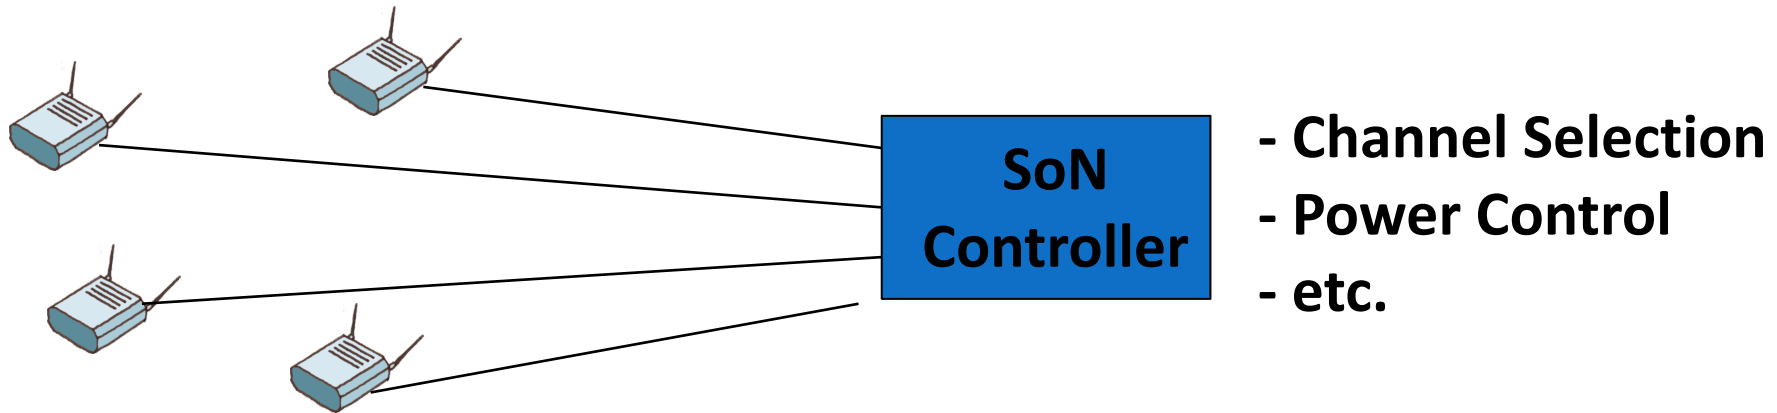 SoN
Controller
- Channel Selection
- Power Control
- etc.